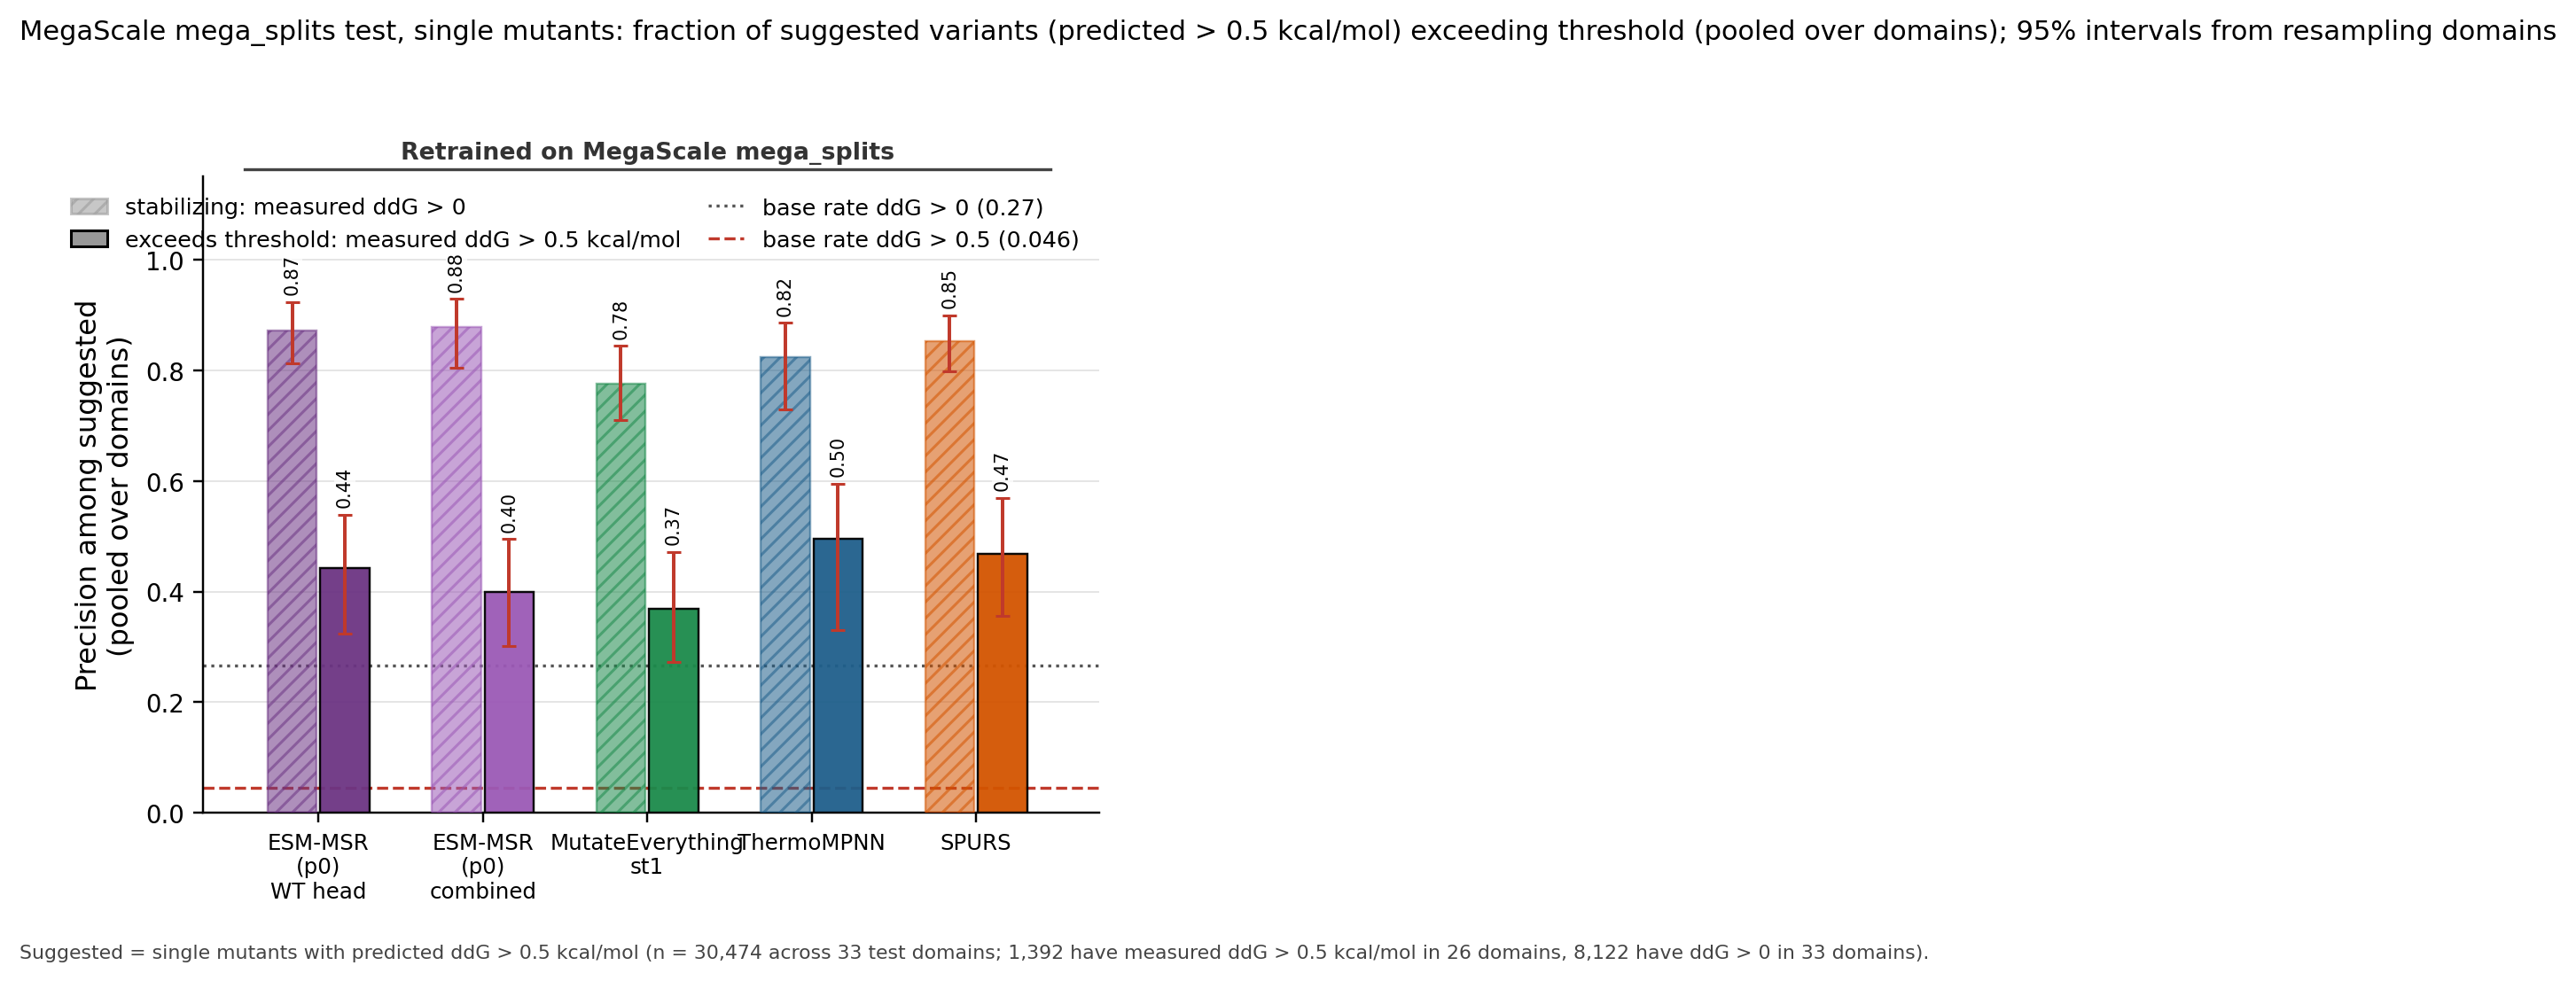 MegaScale mega_splits test, single mutants: fraction of suggested variants (predicted > 0.5 kcal/mol) exceeding threshold (pooled over domains); 95% intervals from resampling domains
Retrained on MegaScale mega_splits
stabilizing: measured ddG > 0
exceeds threshold: measured ddG > 0.5 kcal/mol
base rate ddG > 0 (0.27)
base rate ddG > 0.5 (0.046)
Precision among suggested
(pooled over domains)
1.0
0.8
0.6
0.4
0.2
0.0
0.87
0.44
0.88
0.40
0.78
0.37
0.82
0.50
0.85
0.47
ESM-MSR
(p0)
WT head
ESM-MSR
(p0)
combined
MutateEverything
st1
ThermoMPNN
SPURS
Suggested = single mutants with predicted ddG > 0.5 kcal/mol (n = 30,474 across 33 test domains; 1,392 have measured ddG > 0.5 kcal/mol in 26 domains, 8,122 have ddG > 0 in 33 domains).